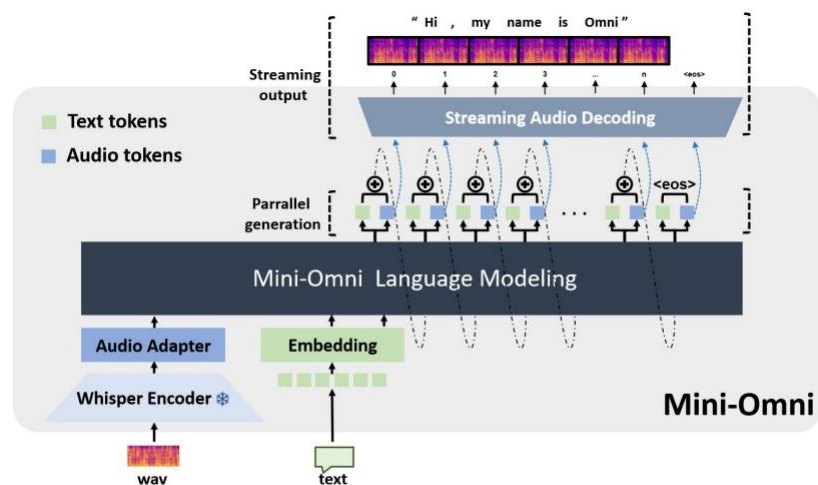 “ Hi , my name is Omni”
Streaming
output
0 1 2 3 ... n <eos>
Streaming Audio Decoding
Text tokens
Audio tokens
Parrallel
generation
<eos>
. . .
Mini-Omni Language Modeling
Audio Adapter
Embedding
Whisper Encoder
Mini-Omni
wav
text